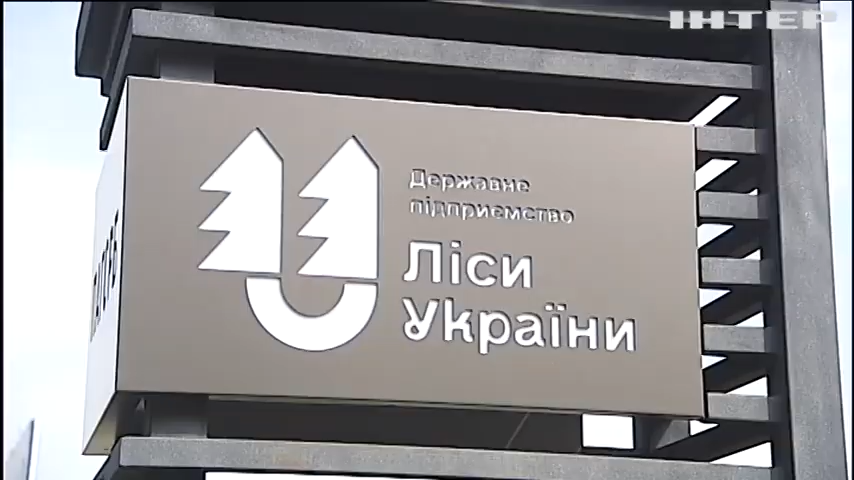 ІНТЕР
Державне
підприємство
Ліси
України